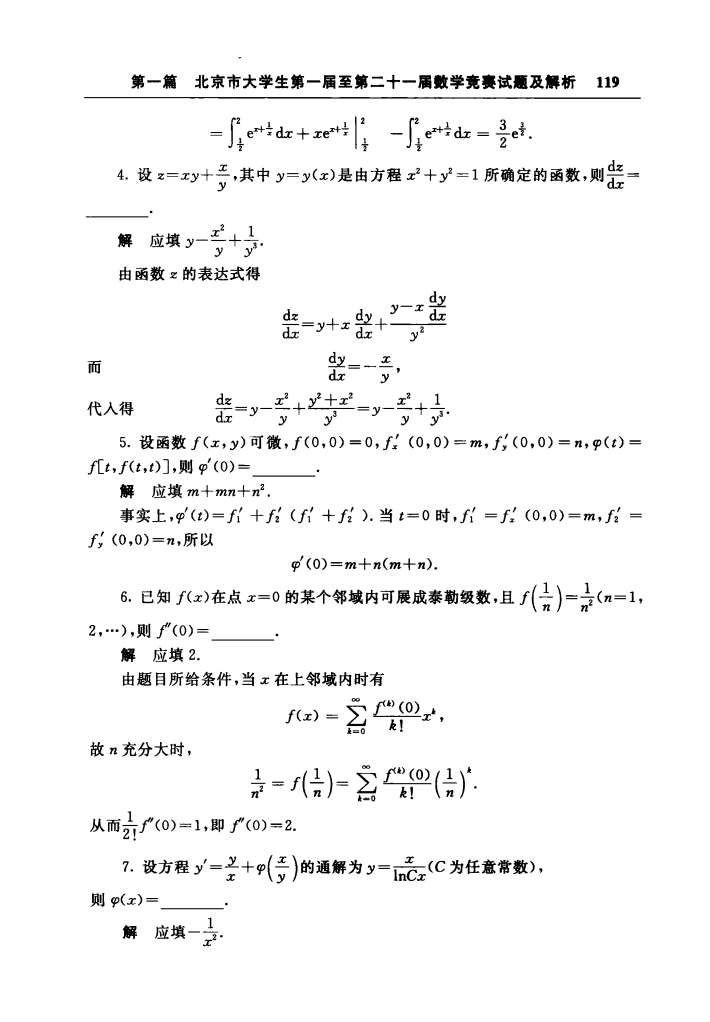 第一篇 北京市大学生第一届至第二十一届数学竞赛试题及解析 119
$=\int_{\frac{1}{2}}^{2} e^{x+\frac{1}{x}}dx + xe^{x+\frac{1}{x}}\Big|_{\frac{1}{2}}^{2} - \int_{\frac{1}{2}}^{2} e^{x+\frac{1}{x}}dx = \frac{3}{2}e^{\frac{5}{2}}.$
4. 设 $z=xy+\frac{x}{y}$,其中 $y=y(x)$是由方程 $x^2+y^2=1$ 所确定的函数,则$\frac{dz}{dx}=$
______.
解 应填 $y-\frac{x^2}{y}+\frac{1}{y^3}$.
由函数 $z$ 的表达式得
$\frac{dz}{dx}=y+x\frac{dy}{dx}+\frac{y-x\frac{dy}{dx}}{y^2}$
而 $\frac{dy}{dx}=-\frac{x}{y},$
代入得 $\frac{dz}{dx}=y-\frac{x^2}{y}+\frac{y^2+x^2}{y^3}=y-\frac{x^2}{y}+\frac{1}{y^3}.$
5. 设函数 $f(x,y)$可微,$f(0,0)=0,f_x'(0,0)=m,f_y'(0,0)=n,\varphi(t)=$
$f[t,f(t,t)]$,则 $\varphi'(0)=$______.
解 应填 $m+mn+n^2$.
事实上,$\varphi'(t)=f_1'+f_2'(f_1'+f_2')$. 当 $t=0$ 时,$f_1'=f_x'(0,0)=m,f_2'=$
$f_y'(0,0)=n$,所以
$\varphi'(0)=m+n(m+n).$
6. 已知 $f(x)$在点 $x=0$ 的某个邻域内可展成泰勒级数,且 $f\left(\frac{1}{n}\right)=\frac{1}{n^2}(n=1,$
$2,\cdots)$,则 $f''(0)=$______.
解 应填 2.
由题目所给条件,当 $x$ 在上邻域内时有
$f(x)=\sum_{k=0}^{\infty}\frac{f^{(k)}(0)}{k!}x^k,$
故 $n$ 充分大时,
$\frac{1}{n^2}=f\left(\frac{1}{n}\right)=\sum_{k=0}^{\infty}\frac{f^{(k)}(0)}{k!}\left(\frac{1}{n}\right)^k.$
从而$\frac{1}{2!}f''(0)=1$,即 $f''(0)=2$.
7. 设方程 $y'=\frac{y}{x}+\varphi\left(\frac{x}{y}\right)$的通解为 $y=\frac{x}{\ln Cx}$($C$ 为任意常数),
则 $\varphi(x)=$______.
解 应填$-\frac{1}{x^2}$.